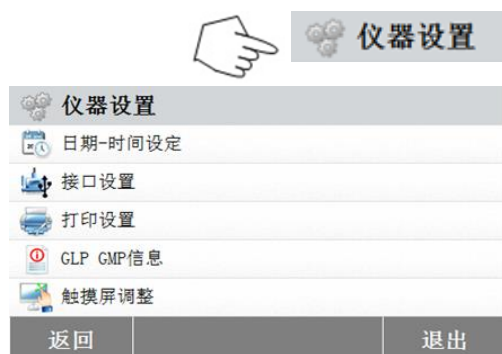 仪器设置
仪器设置
日期-时间设定
接口设置
打印设置
GLP GMP信息
触摸屏调整
返回 退出